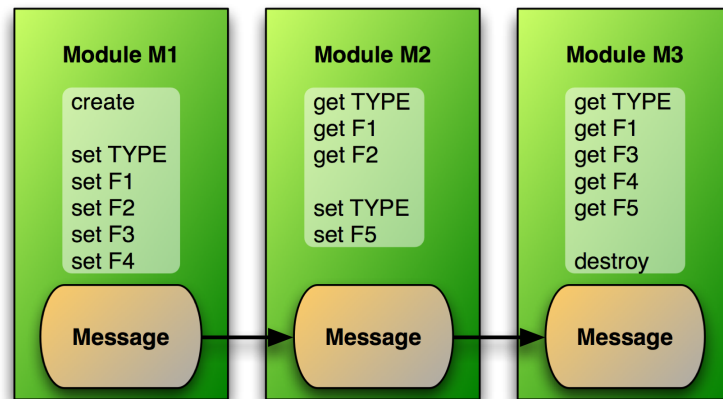 Module M1
create
set TYPE
set F1
set F2
set F3
set F4
Message
Module M2
get TYPE
get F1
get F2
set TYPE
set F5
Message
Module M3
get TYPE
get F1
get F3
get F4
get F5
destroy
Message